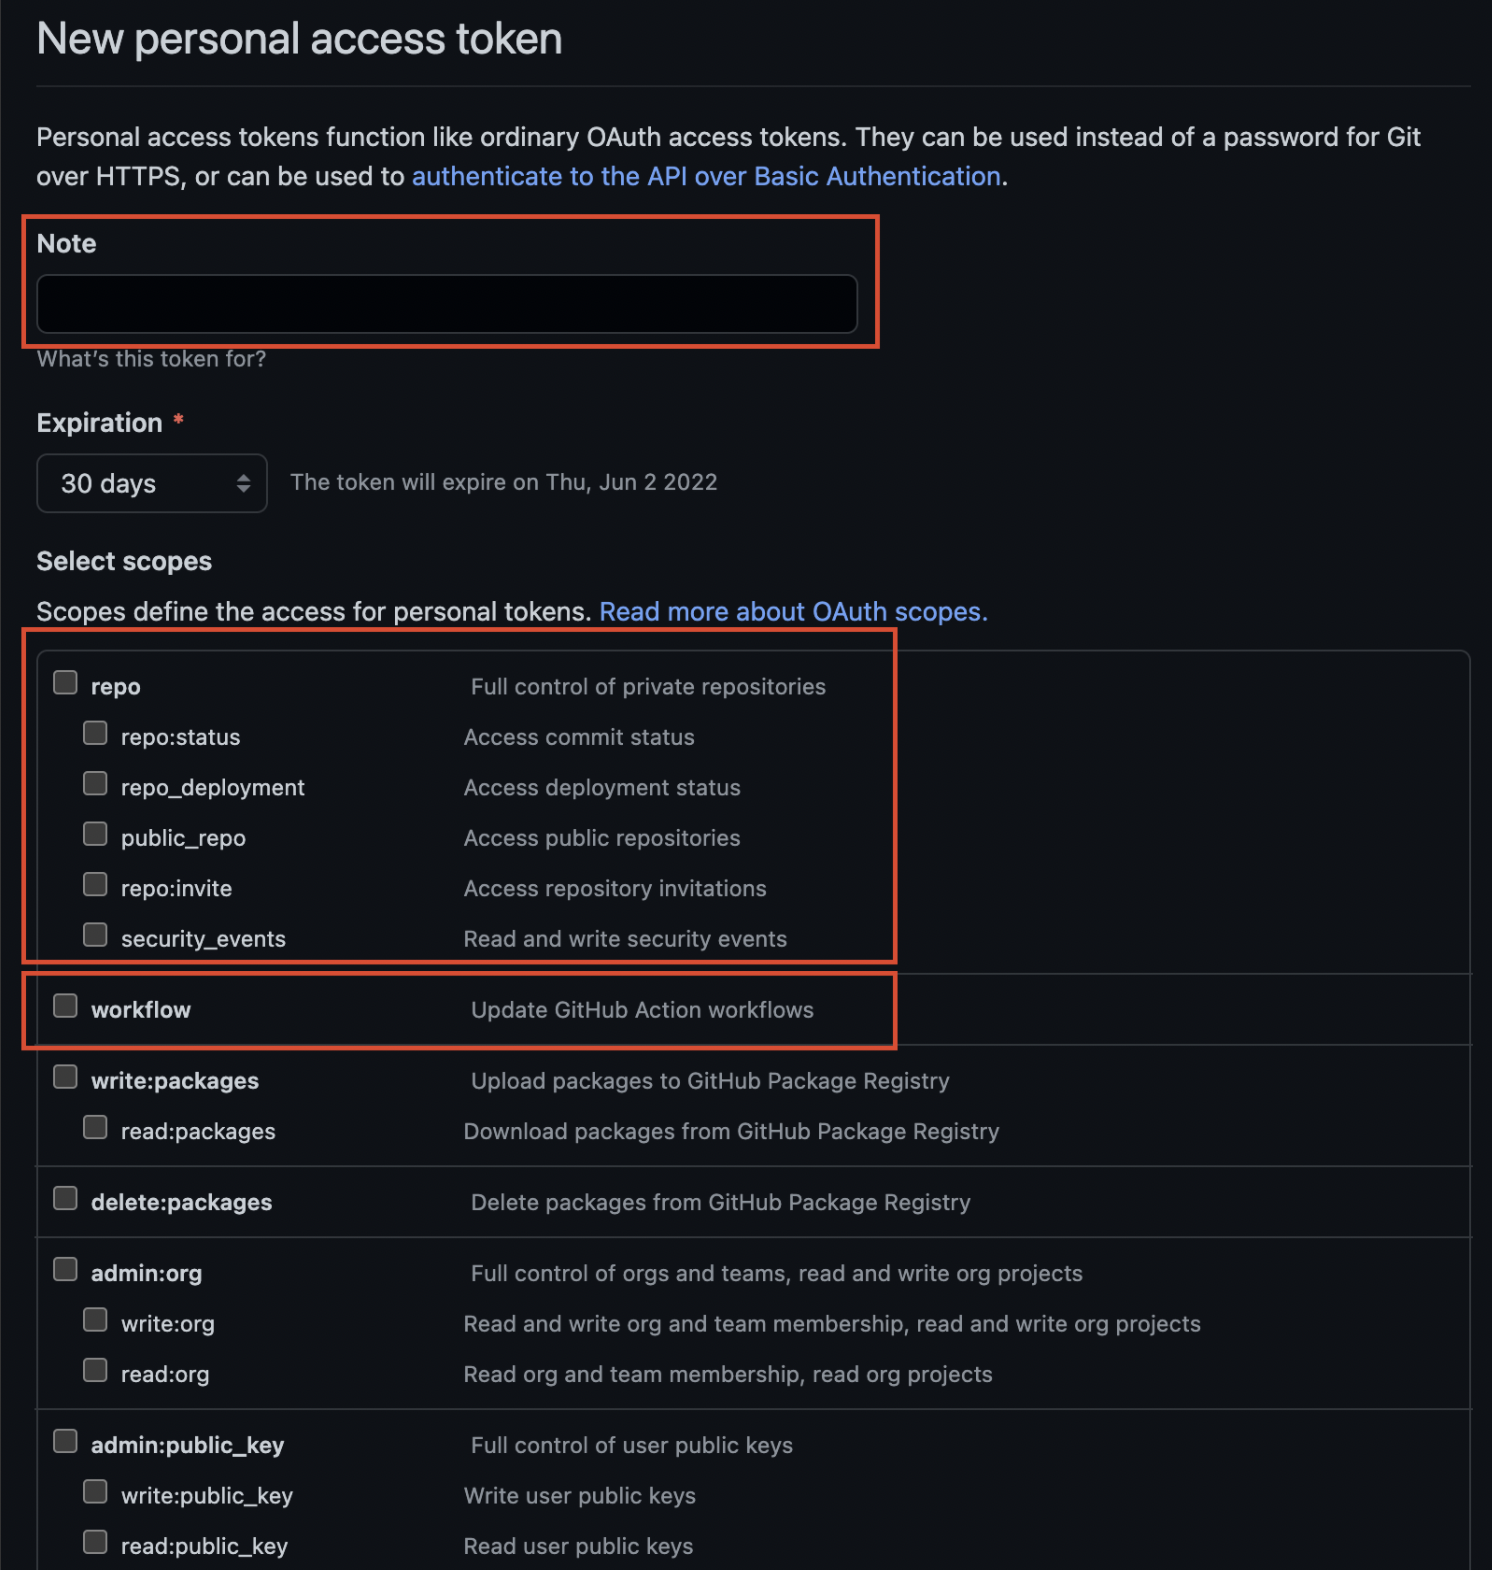 New personal access token
Personal access tokens function like ordinary OAuth access tokens. They can be used instead of a password for Git
over HTTPS, or can be used to authenticate to the API over Basic Authentication.
Note
What's this token for?
Expiration *
30 days The token will expire on Thu, Jun 2 2022
Select scopes
Scopes define the access for personal tokens. Read more about OAuth scopes.
repo Full control of private repositories
repo:status Access commit status
repo_deployment Access deployment status
public_repo Access public repositories
repo:invite Access repository invitations
security_events Read and write security events
workflow Update GitHub Action workflows
write:packages Upload packages to GitHub Package Registry
read:packages Download packages from GitHub Package Registry
delete:packages Delete packages from GitHub Package Registry
admin:org Full control of orgs and teams, read and write org projects
write:org Read and write org and team membership, read and write org projects
read:org Read org and team membership, read org projects
admin:public_key Full control of user public keys
write:public_key Write user public keys
read:public_key Read user public keys